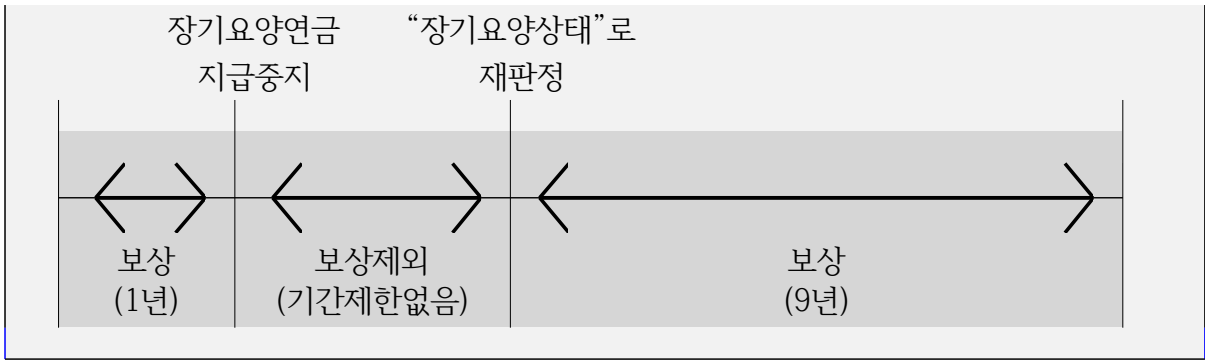 장기요양연금
지급중지
“장기요양상태”로
재판정
보상
(1년)
보상제외
(기간제한없음)
보상
(9년)